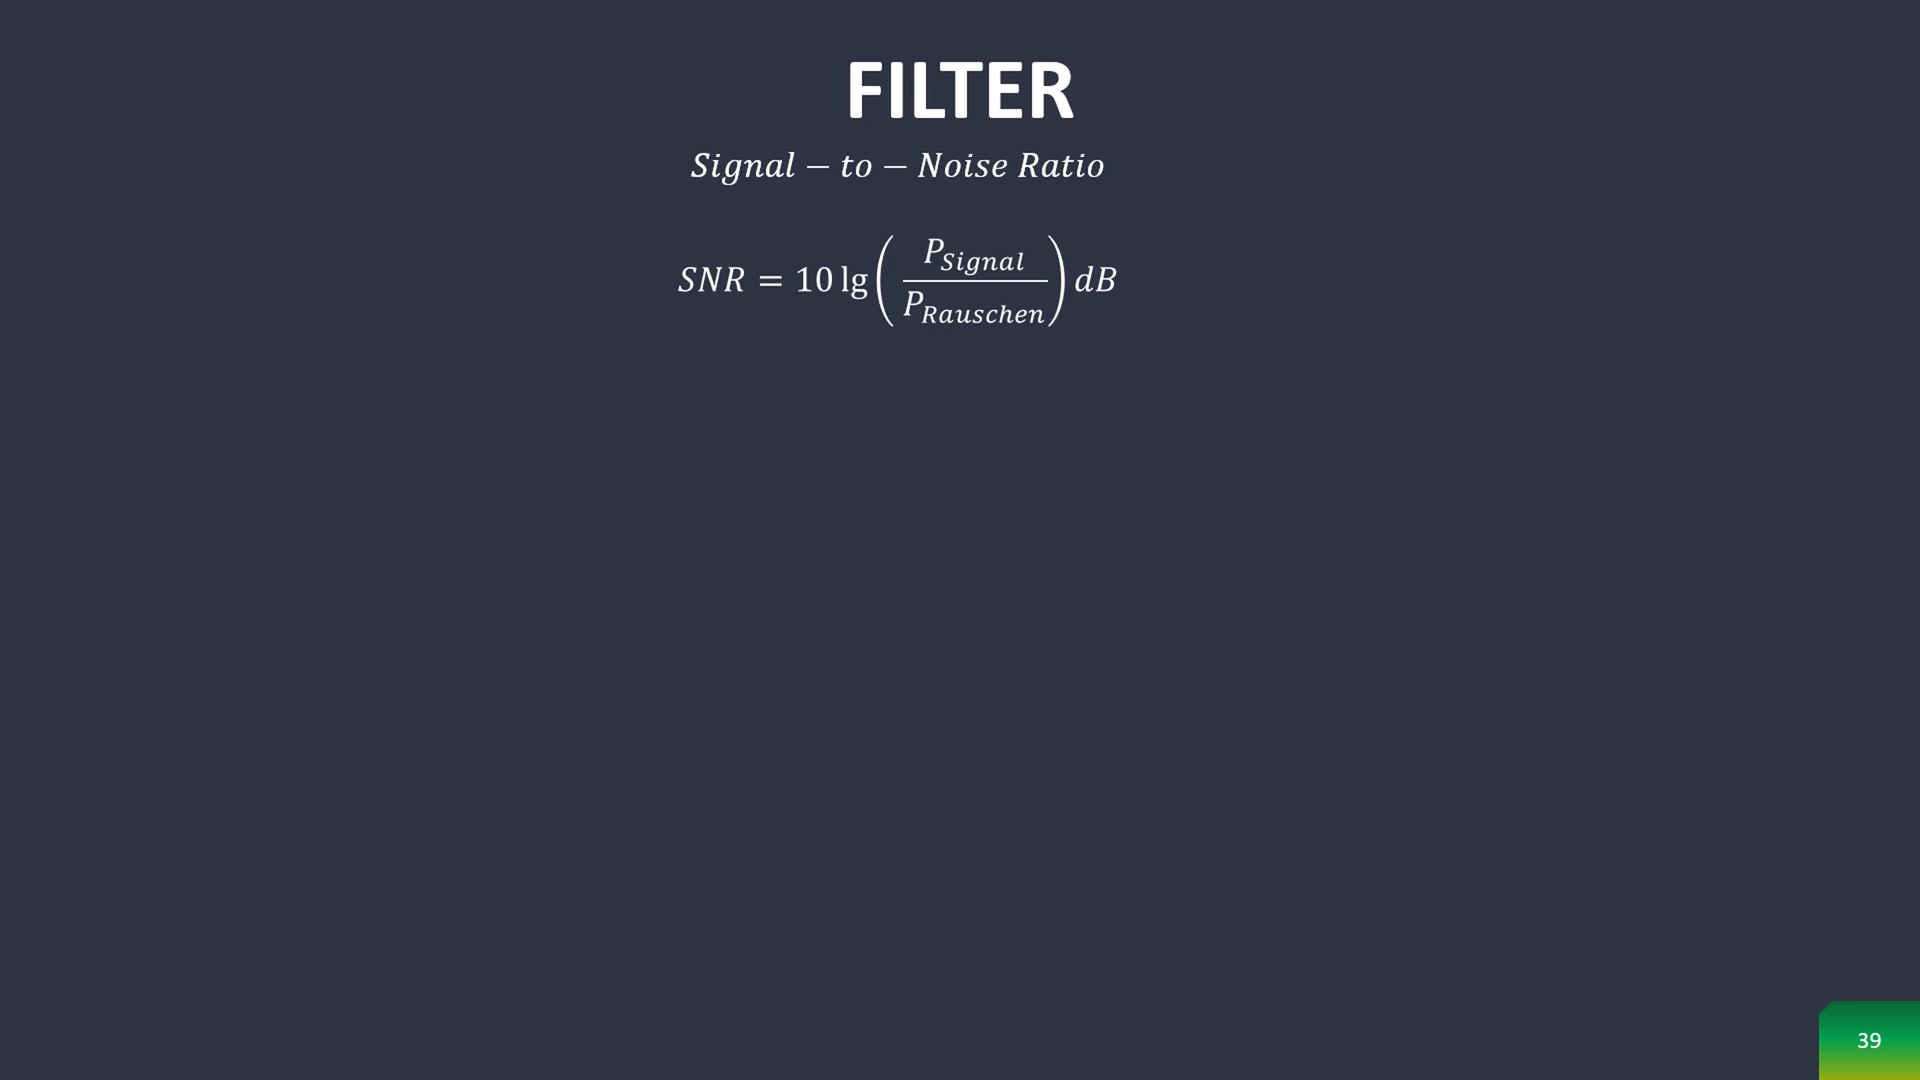 FILTER
Signal − to − Noise Ratio
SNR = 10 lg(P_Signal / P_Rauschen) dB
39